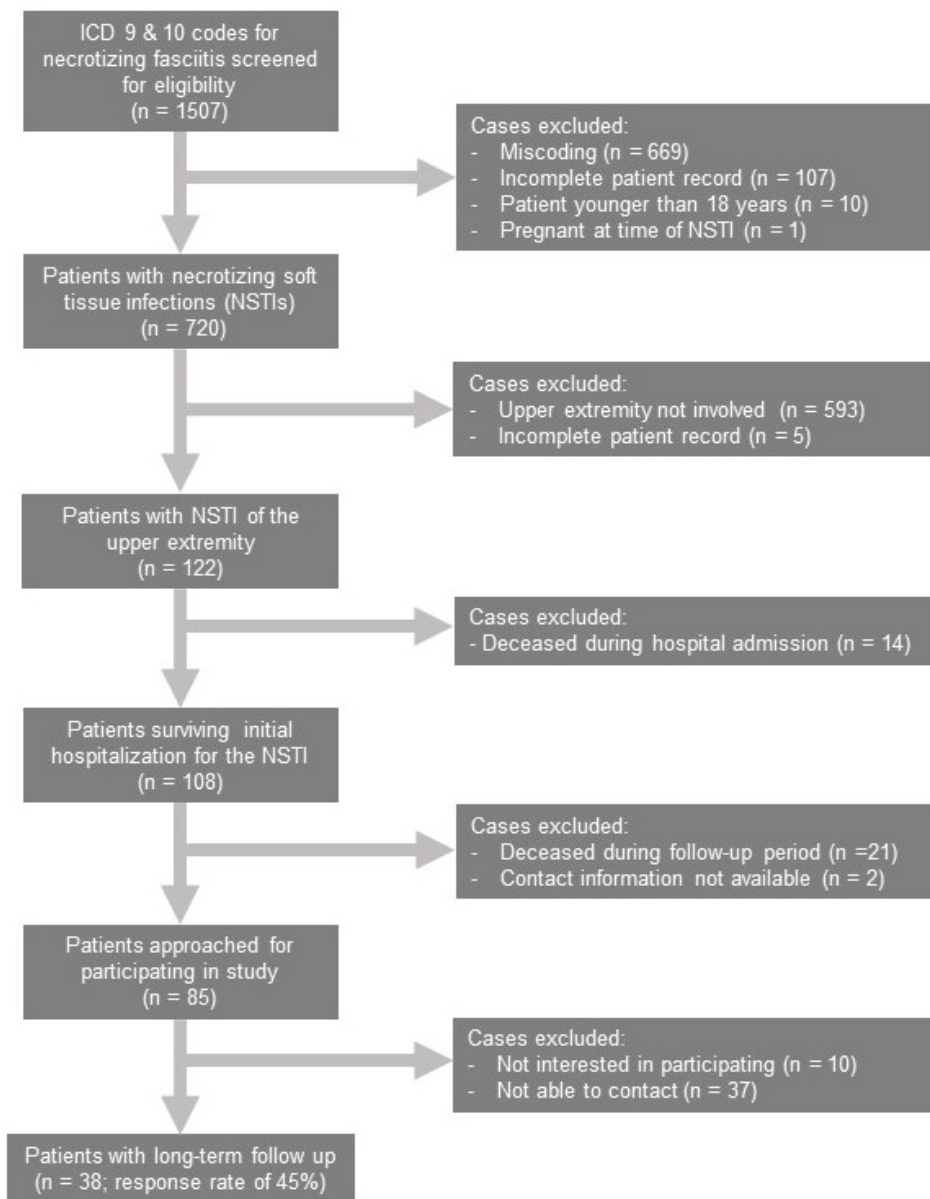 ICD 9 & 10 codes for
necrotizing fasciitis screened
for eligibility
(n = 1507)
Cases excluded:
- Miscoding (n = 669)
- Incomplete patient record (n = 107)
- Patient younger than 18 years (n = 10)
- Pregnant at time of NSTI (n = 1)
Patients with necrotizing soft
tissue infections (NSTIs)
(n = 720)
Cases excluded:
- Upper extremity not involved (n = 593)
- Incomplete patient record (n = 5)
Patients with NSTI of the
upper extremity
(n = 122)
Cases excluded:
- Deceased during hospital admission (n = 14)
Patients surviving initial
hospitalization for the NSTI
(n = 108)
Cases excluded:
- Deceased during follow-up period (n =21)
- Contact information not available (n = 2)
Patients approached for
participating in study
(n = 85)
Cases excluded:
- Not interested in participating (n = 10)
- Not able to contact (n = 37)
Patients with long-term follow up
(n = 38; response rate of 45%)